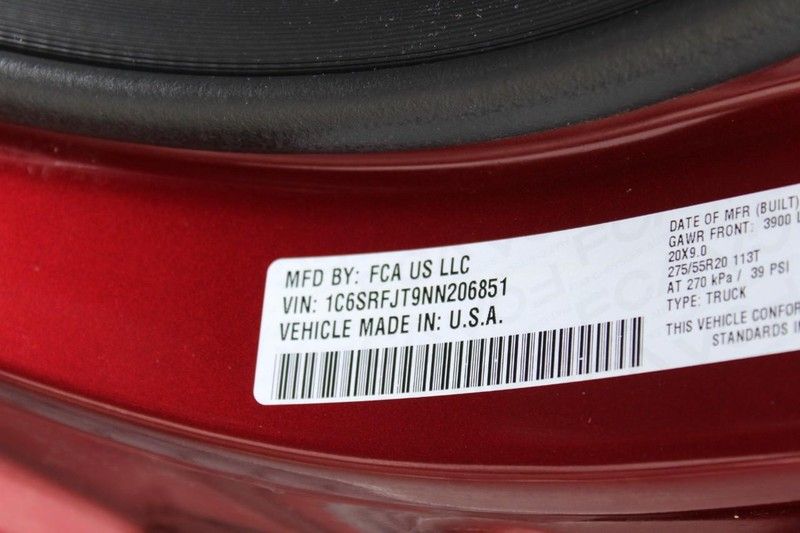 MFD BY: FCA US LLC
VIN: 1C6SRFJT9NN206851
VEHICLE MADE IN: U.S.A.
DATE OF MFR (BUILT)
GAWR FRONT: 3900
20X9.0
275/55R20 113T
AT 270 kPa / 39 PSI
TYPE: TRUCK
THIS VEHICLE
STANDARDS